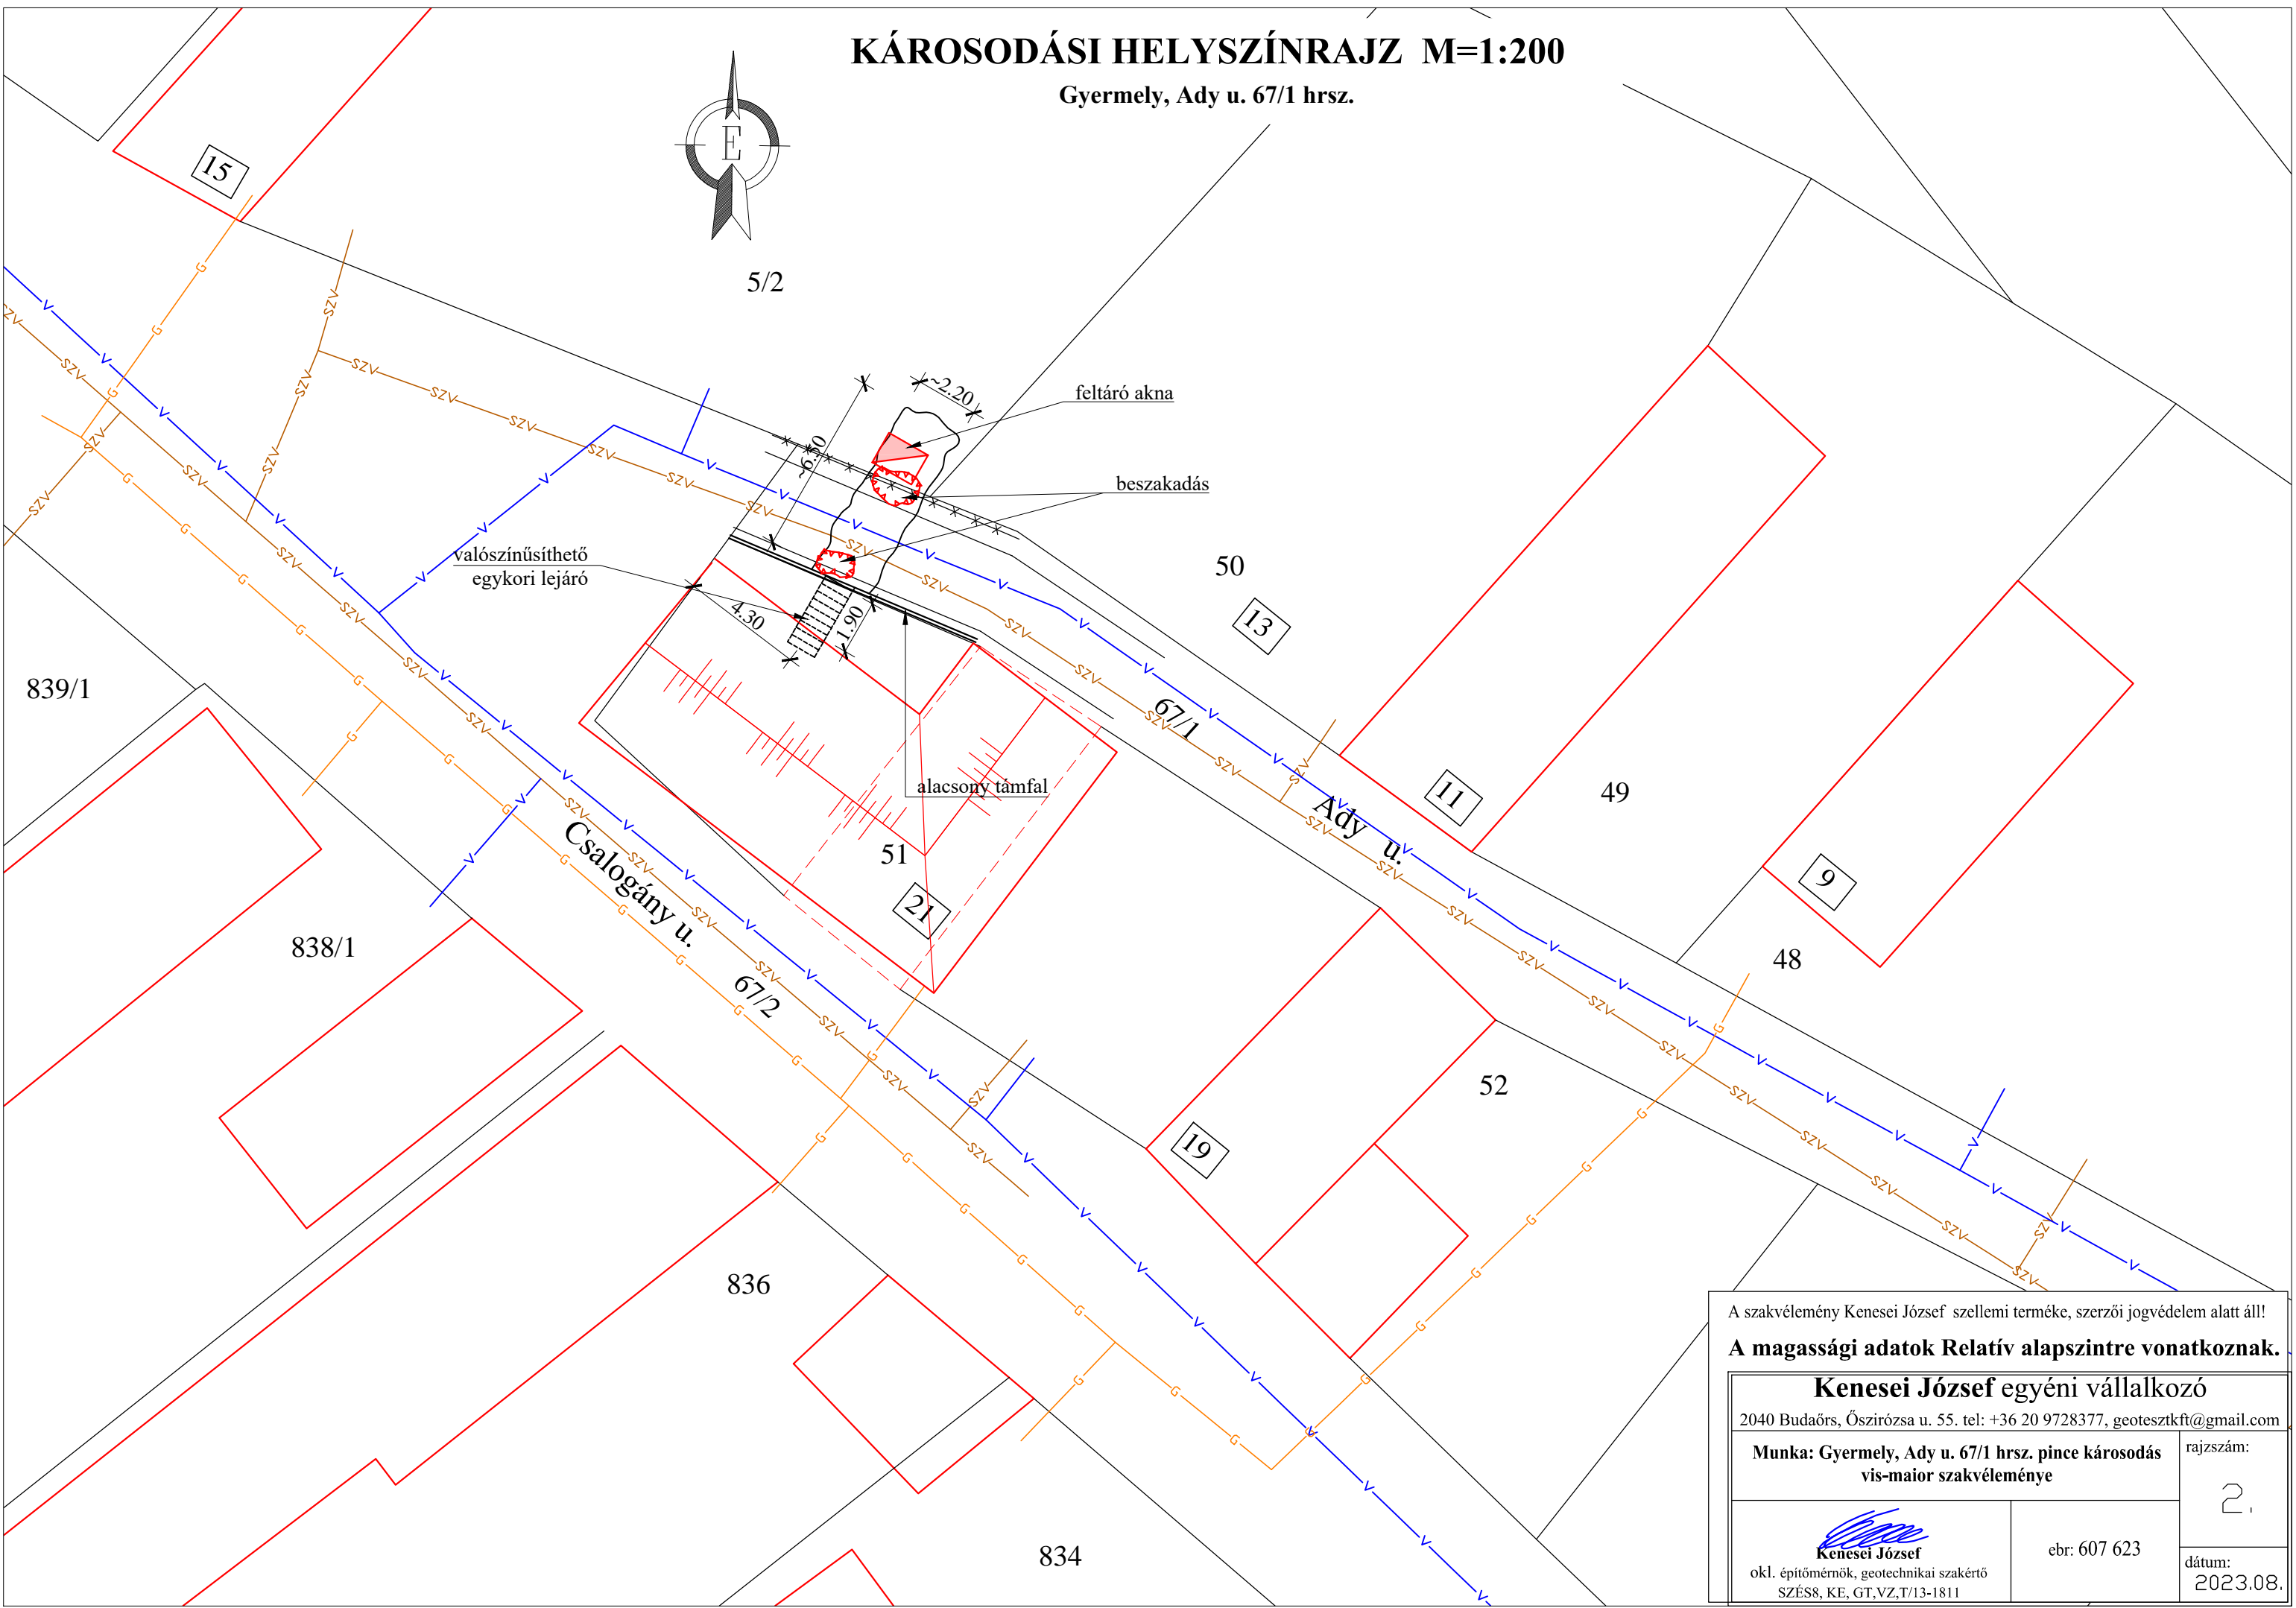 KÁROSODÁSI HELYSZÍNRAJZ M=1:200
Gyermely, Ady u. 67/1 hrsz.
E
15
5/2
~2.20
feltáró akna
~6.50
beszakadás
valószínűsíthető
egykori lejáró
4.30
1.90
50
13
839/1
67/1
alacsony támfal
Ady
u.
11
49
51
21
9
Csalogány u.
838/1
67/2
48
52
19
836
834
A szakvélemény Kenesei József szellemi terméke, szerzői jogvédelem alatt áll!
A magassági adatok Relatív alapszintre vonatkoznak.
Kenesei József egyéni vállalkozó
2040 Budaőrs, Őszirózsa u. 55. tel: +36 20 9728377, geotesztkft@gmail.com
Munka: Gyermely, Ady u. 67/1 hrsz. pince károsodás
vis-maior szakvéleménye
rajzszám:
2.
Kenesei József
okl. építőmérnök, geotechnikai szakértő
SZÉS8, KE, GT,VZ,T/13-1811
ebr: 607 623
dátum:
2023.08.